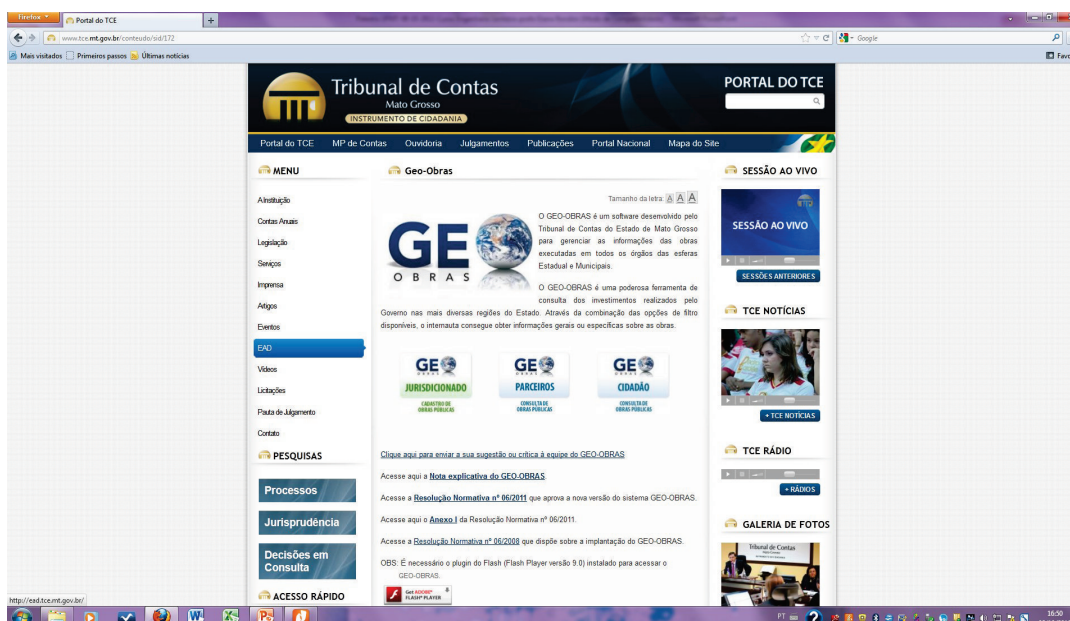 Firefox
Portal do TCE
www.tce.mt.gov.br/conteudo/sid/172
Google
Mais visitados
Primeiros passos
Últimas notícias
Favo
Tribunal de Contas
Mato Grosso
INSTRUMENTO DE CIDADANIA
PORTAL DO TCE
Portal do TCE
MP de Contas
Ouvidoria
Julgamentos
Publicações
Portal Nacional
Mapa do Site
MENU
A Instituição
Contas Anuais
Legislação
Serviços
Imprensa
Artigos
Eventos
EAD
Vídeos
Licitações
Pauta de Julgamento
Contato
PESQUISAS
Processos
Jurisprudência
Decisões em
Consulta
ACESSO RÁPIDO
Geo-Obras
Tamanho da letra: A A A
GEO
OBRAS
O GEO-OBRAS é um software desenvolvido pelo
Tribunal de Contas do Estado de Mato Grosso
para gerenciar as informações das obras
executadas em todos os órgãos das esferas
Estadual e Municipais.
O GEO-OBRAS é uma poderosa ferramenta de
consulta dos investimentos realizados pelo
Governo nas mais diversas regiões do Estado. Através da combinação das opções de filtro
disponíveis, o internauta consegue obter informações gerais ou específicas sobre as obras.
GEO
OBRAS
JURISDICIONADO
CADASTRO DE
OBRAS PÚBLICAS
GEO
OBRAS
PARCEIROS
CONSULTA DE
OBRAS PÚBLICAS
GEO
OBRAS
CIDADÃO
CONSULTA DE
OBRAS PÚBLICAS
Clique aqui para enviar a sua sugestão ou crítica à equipe do GEO-OBRAS
Acesse aqui a Nota explicativa do GEO-OBRAS.
Acesse a Resolução Normativa nº 06/2011 que aprova a nova versão do sistema GEO-OBRAS.
Acesse aqui o Anexo I da Resolução Normativa nº 06/2011.
Acesse a Resolução Normativa nº 06/2008 que dispõe sobre a implantação do GEO-OBRAS.
OBS: É necessário o plugin do Flash (Flash Player versão 9.0) instalado para acessar o
GEO-OBRAS.
Get ADOBE®
FLASH® PLAYER
SESSÃO AO VIVO
SESSÃO AO VIVO
SESSÕES ANTERIORES
TCE NOTÍCIAS
+ TCE NOTÍCIAS
TCE RÁDIO
+ RÁDIOS
GALERIA DE FOTOS
Tribunal de Contas
http://ead.tce.mt.gov.br/
PT
16:50